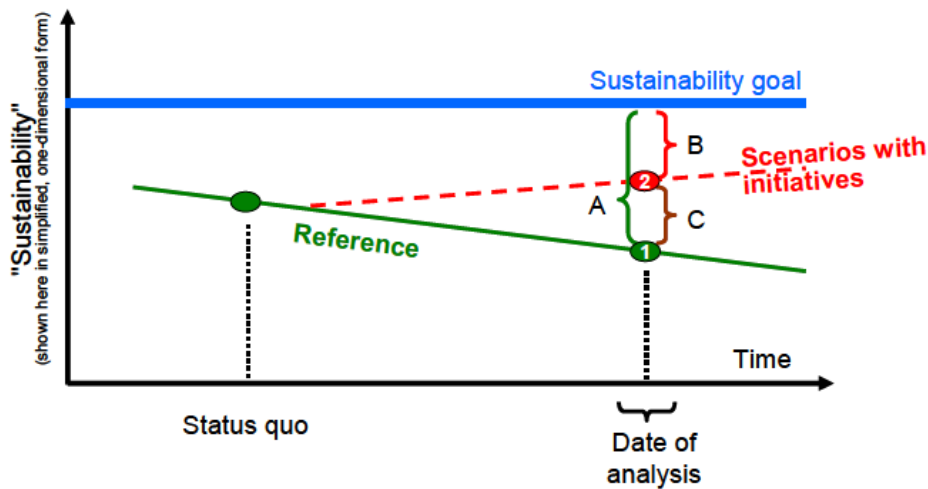 "Sustainability"
(shown here in simplified, one-dimensional form)
Sustainability goal
B
Scenarios with
initiatives
2
A
C
Reference
1
Time
Status quo
Date of
analysis